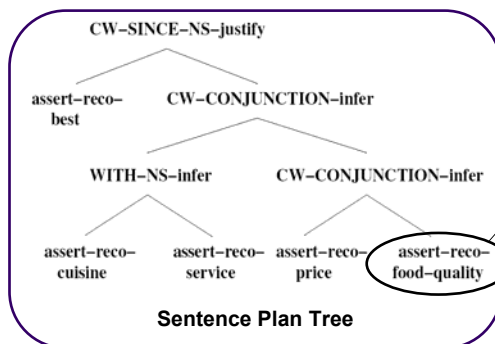 CW–SINCE–NS–justify
assert–reco–
best
CW–CONJUNCTION–infer
WITH–NS–infer
CW–CONJUNCTION–infer
assert–reco–
cuisine
assert–reco–
service
assert–reco–
price
assert–reco–
food–quality
Sentence Plan Tree